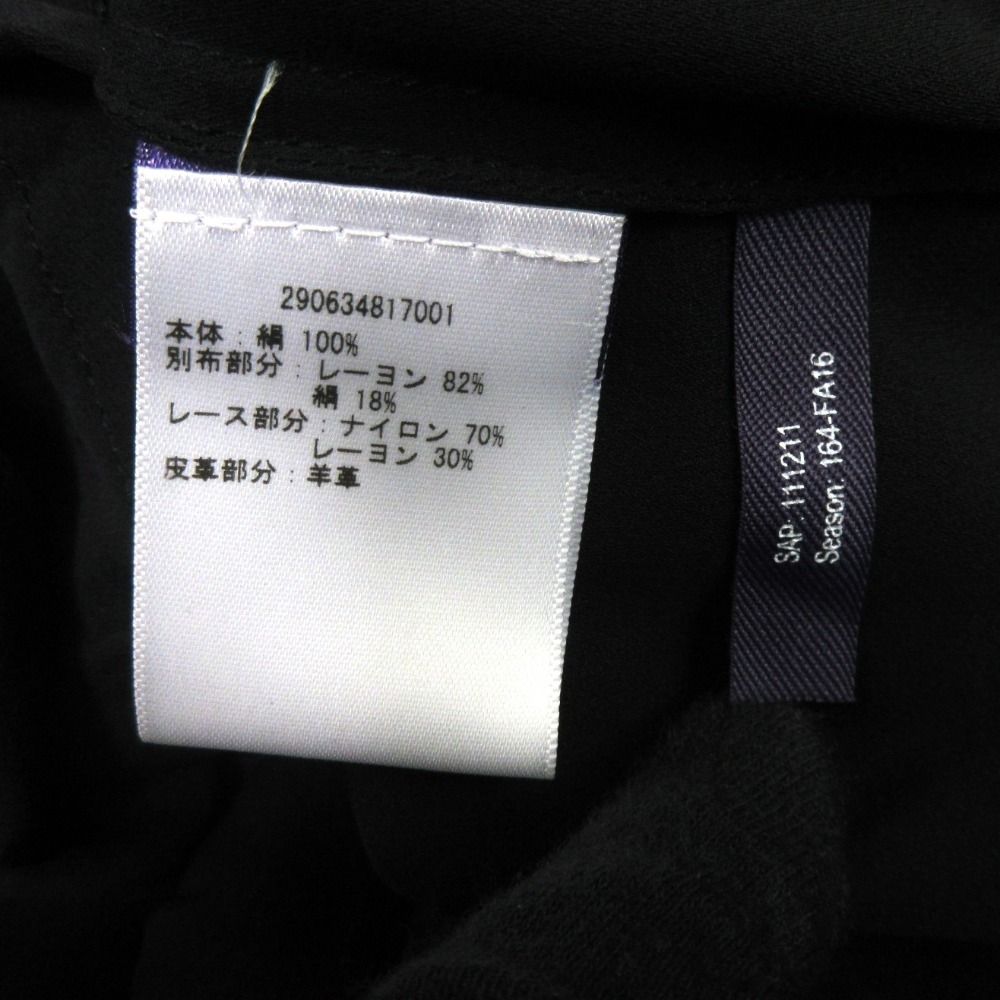 290634817001
本体：絹 100%
別布部分：レーヨン 82%
絹 18%
レース部分：ナイロン 70%
レーヨン 30%
皮革部分：羊革
SAP: 111211
Season: 164-FA16